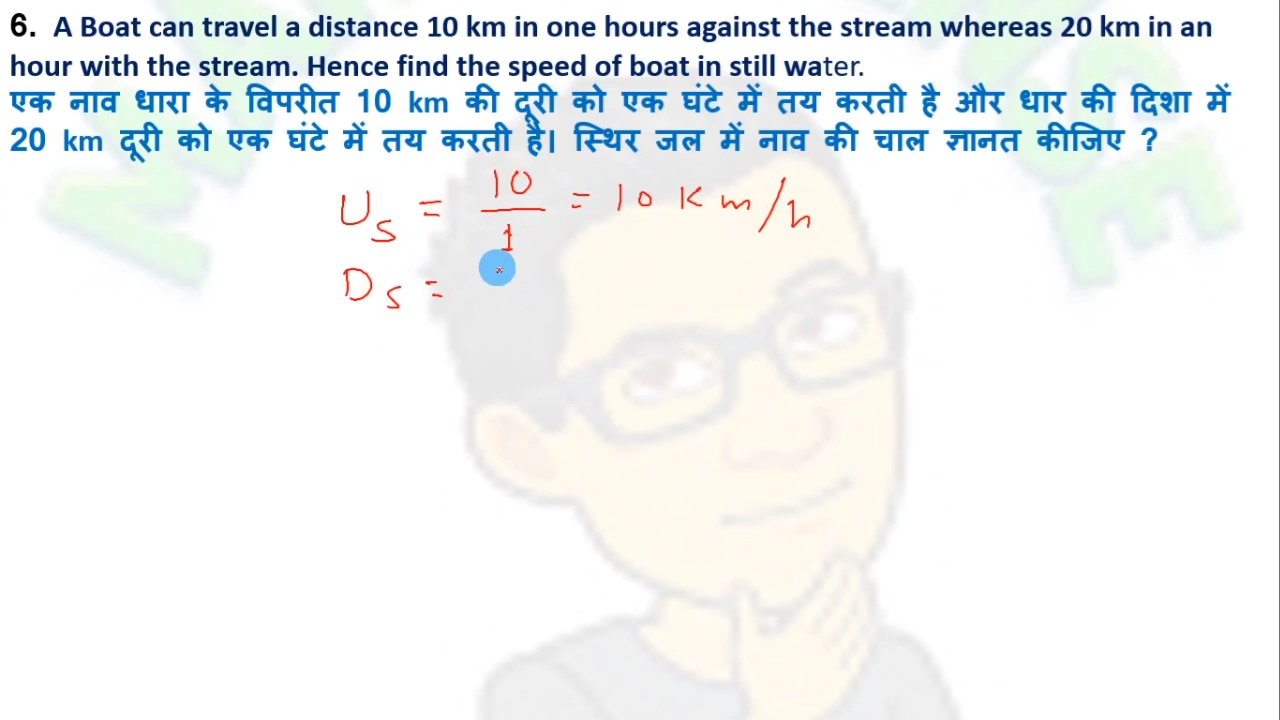 6. A Boat can travel a distance 10 km in one hours against the stream whereas 20 km in an
hour with the stream. Hence find the speed of boat in still water.
एक नाव धारा के विपरीत 10 km की दूरी को एक घंटे में तय करती है और धार की दिशा में
20 km दूरी को एक घंटे में तय करती हैं। स्थिर जल में नाव की चाल ज्ञानत कीजिए ?
U_S = 10/1 = 10 Km/h
D_S =